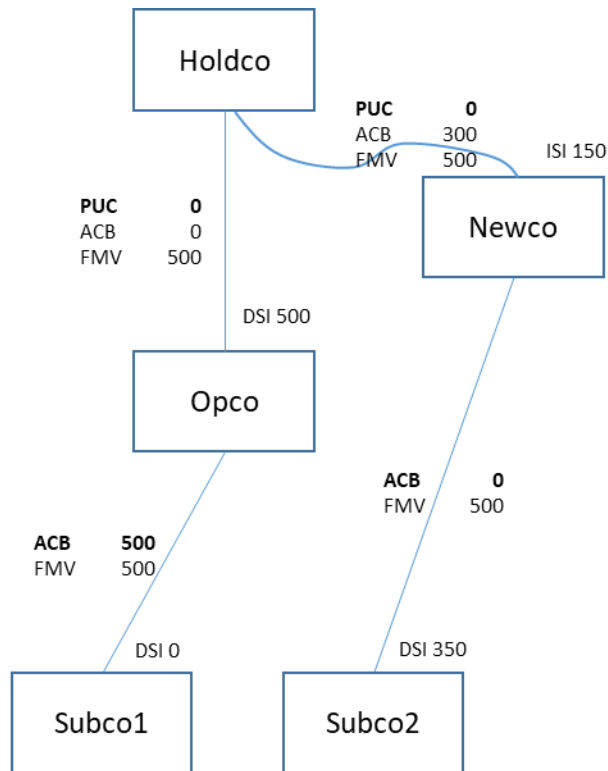 Holdco
PUC 0
ACB 300
FMV 500
ISI 150
PUC 0
ACB 0
FMV 500
Newco
DSI 500
Opco
ACB 0
FMV 500
ACB 500
FMV 500
DSI 0
DSI 350
Subco1
Subco2